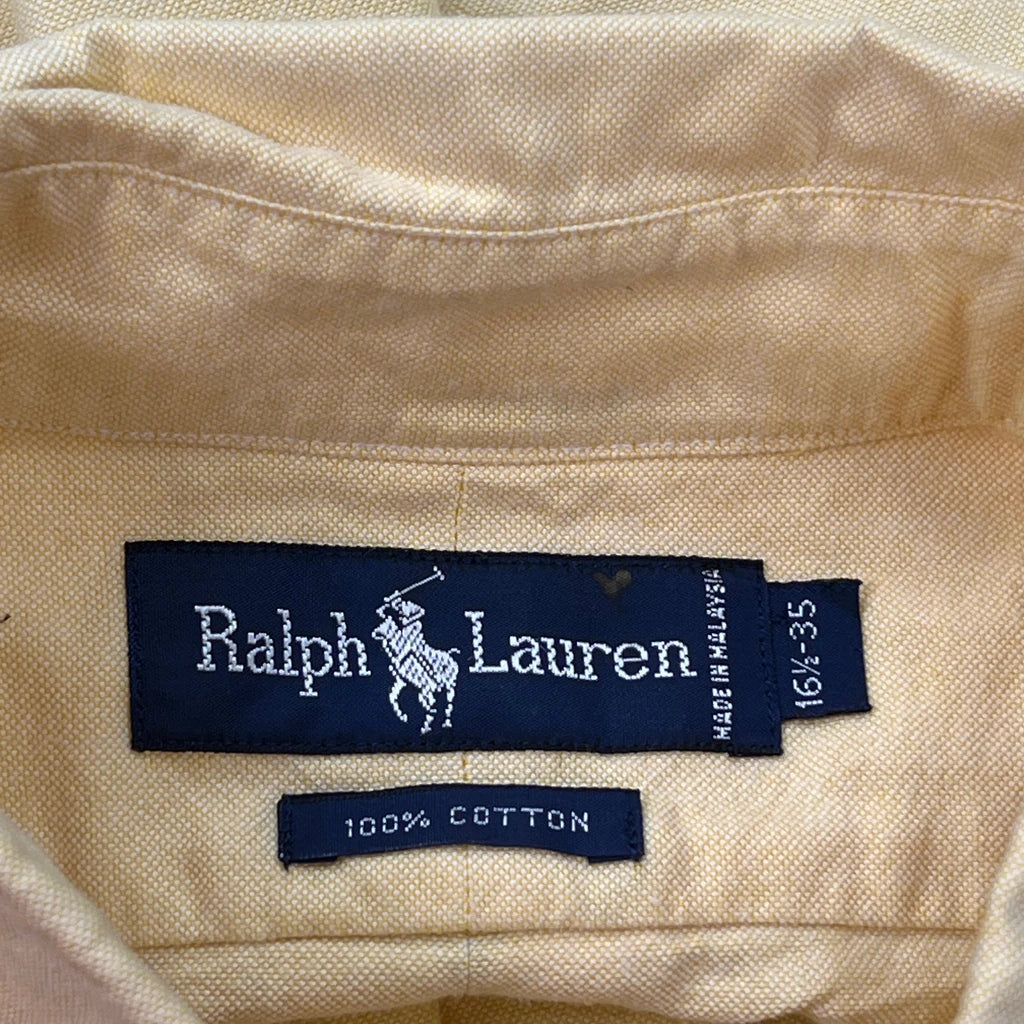 Ralph Lauren
MADE IN MALAYSIA
16½-35
100% COTTON